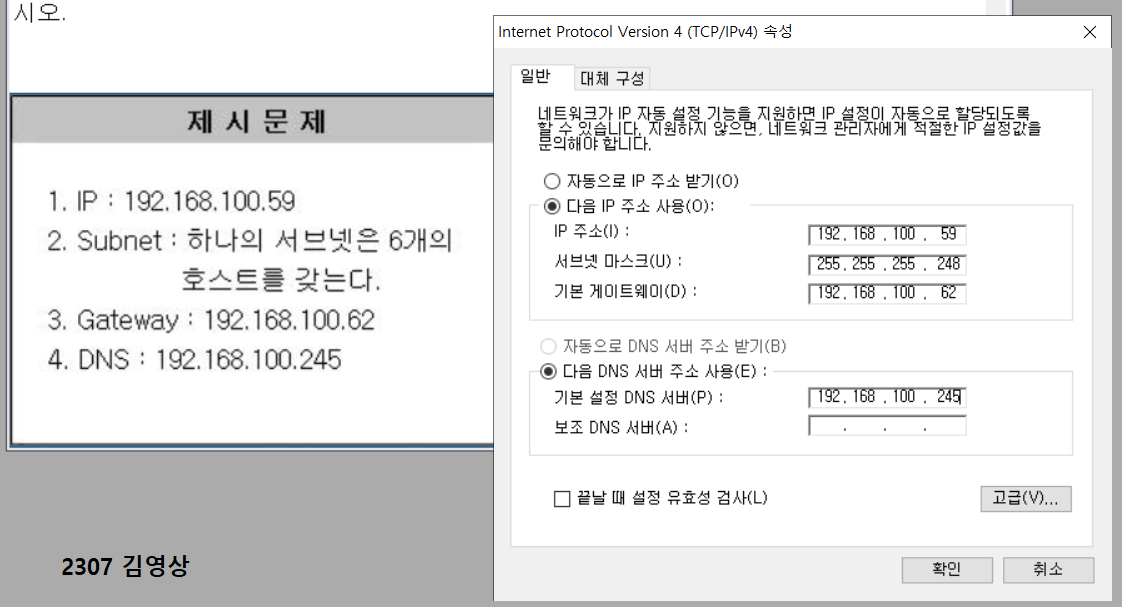 시오.
제 시 문 제
1. IP : 192.168.100.59
2. Subnet : 하나의 서브넷은 6개의
호스트를 갖는다.
3. Gateway : 192.168.100.62
4. DNS : 192.168.100.245
2307 김영상
Internet Protocol Version 4 (TCP/IPv4) 속성
일반
대체 구성
네트워크가 IP 자동 설정 기능을 지원하면 IP 설정이 자동으로 할당되도록
할 수 있습니다. 지원하지 않으면, 네트워크 관리자에게 적절한 IP 설정값을
문의해야 합니다.
자동으로 IP 주소 받기(O)
다음 IP 주소 사용(O):
IP 주소(I) : 192.168.100.59
서브넷 마스크(U) : 255.255.255.248
기본 게이트웨이(D) : 192.168.100.62
자동으로 DNS 서버 주소 받기(B)
다음 DNS 서버 주소 사용(E) :
기본 설정 DNS 서버(P) : 192.168.100.245
보조 DNS 서버(A) : . . .
끝날 때 설정 유효성 검사(L)
고급(V)...
확인
취소